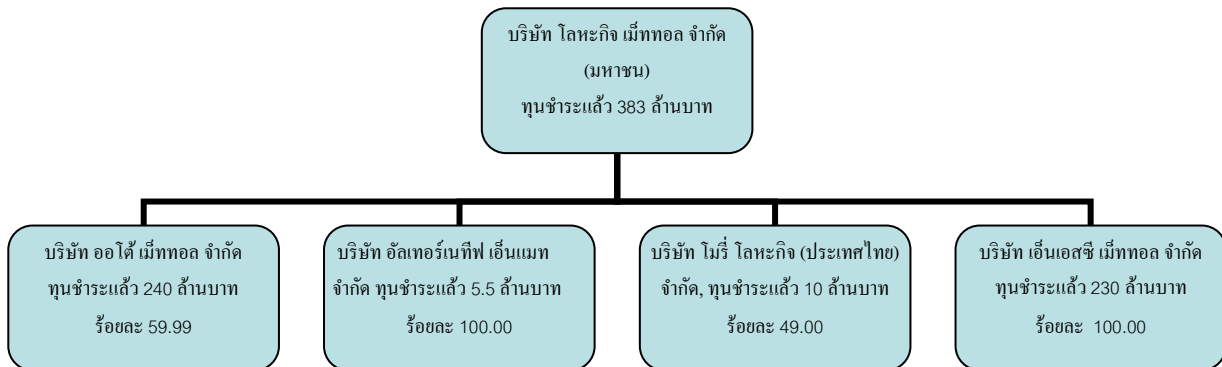 บริษัท โลหะกิจ เม็ททอล จำกัด
(มหาชน)
ทุนชำระแล้ว 383 ล้านบาท
บริษัท ออโต้ เม็ททอล จำกัด
ทุนชำระแล้ว 240 ล้านบาท
ร้อยละ 59.99
บริษัท อัลเทอร์เนทีฟ เอ็นแมท
จำกัด ทุนชำระแล้ว 5.5 ล้านบาท
ร้อยละ 100.00
บริษัท โมรี่ โลหะกิจ (ประเทศไทย)
จำกัด, ทุนชำระแล้ว 10 ล้านบาท
ร้อยละ 49.00
บริษัท เอ็นเอสซี เม็ททอล จำกัด
ทุนชำระแล้ว 230 ล้านบาท
ร้อยละ 100.00